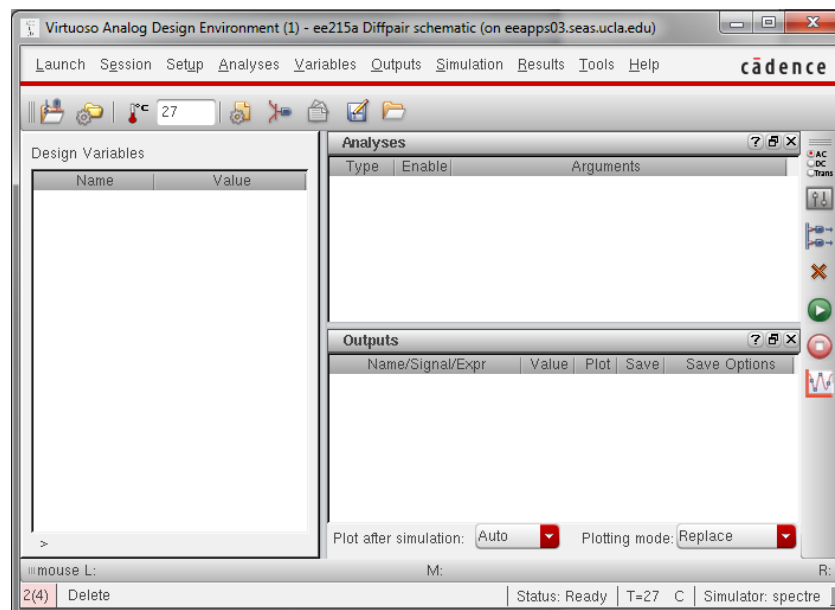 Virtuoso Analog Design Environment (1) - ee215a Diffpair schematic (on eeapps03.seas.ucla.edu)
Launch Session Setup Analyses Variables Outputs Simulation Results Tools Help cādence
°C 27
Design Variables
Name Value
Analyses
Type Enable Arguments
AC
DC
Trans
Outputs
Name/Signal/Expr Value Plot Save Save Options
>
Plot after simulation: Auto Plotting mode: Replace
mouse L: M: R:
2(4) Delete Status: Ready T=27 C Simulator: spectre